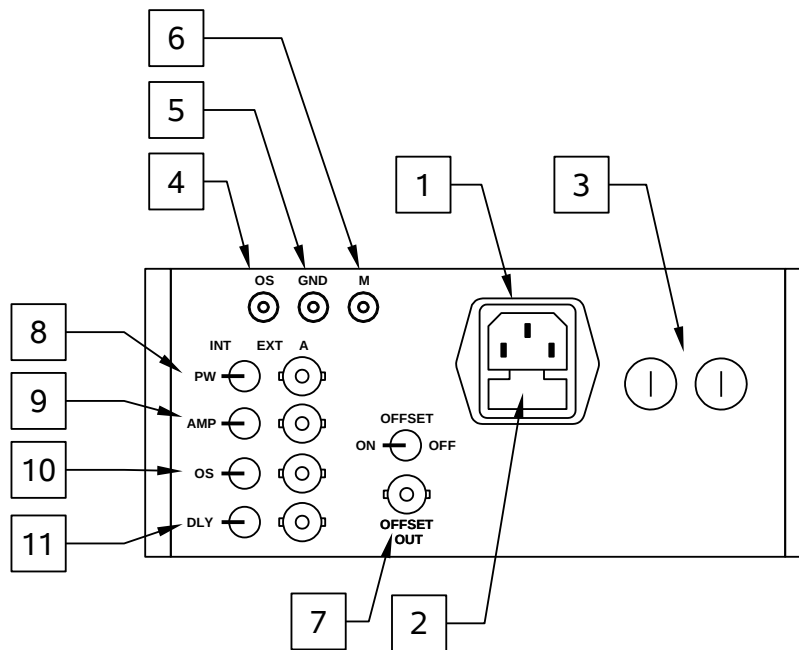 6
5
4
1
3
OS GND M
8
INT EXT A
PW
9
AMP
OFFSET
ON OFF
10
OS
11
DLY
OFFSET
OUT
7
2